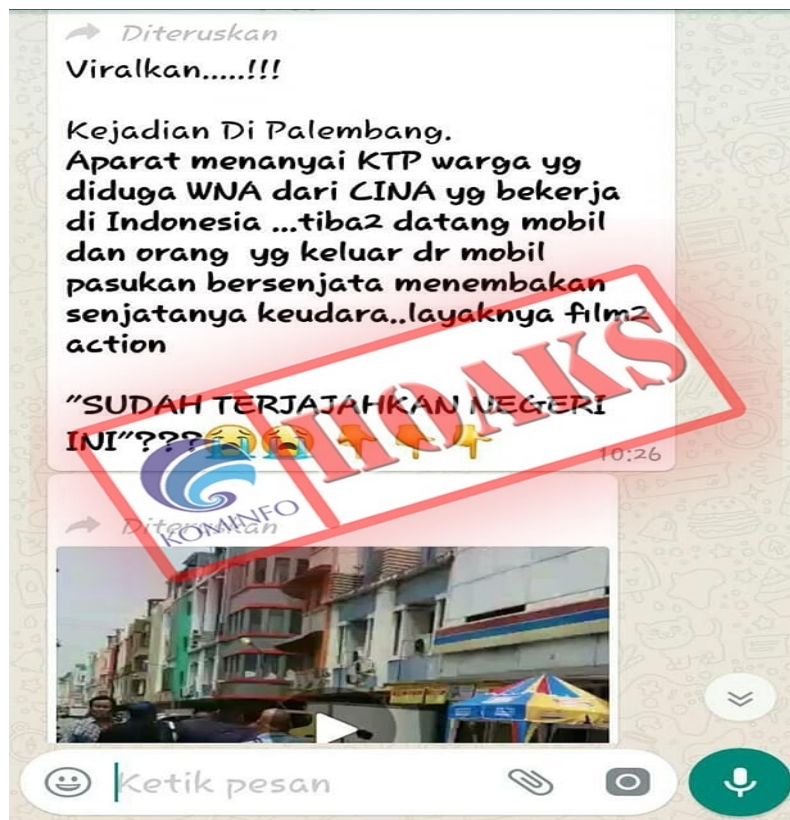 Diteruskan
Viralkan.....!!!
Kejadian Di Palembang.
Aparat menanyai KTP warga yg
diduga WNA dari CINA yg bekerja
di Indonesia ...tiba2 datang mobil
dan orang yg keluar dr mobil
pasukan bersenjata menembakan
senjatanya keudara..layaknya film2
action
"SUDAH TERJAJAHKAN NEGERI
INI"???😭😭👇👇👇
10:26
HOAKS
KOMINFO
Diteruskan
Ketik pesan